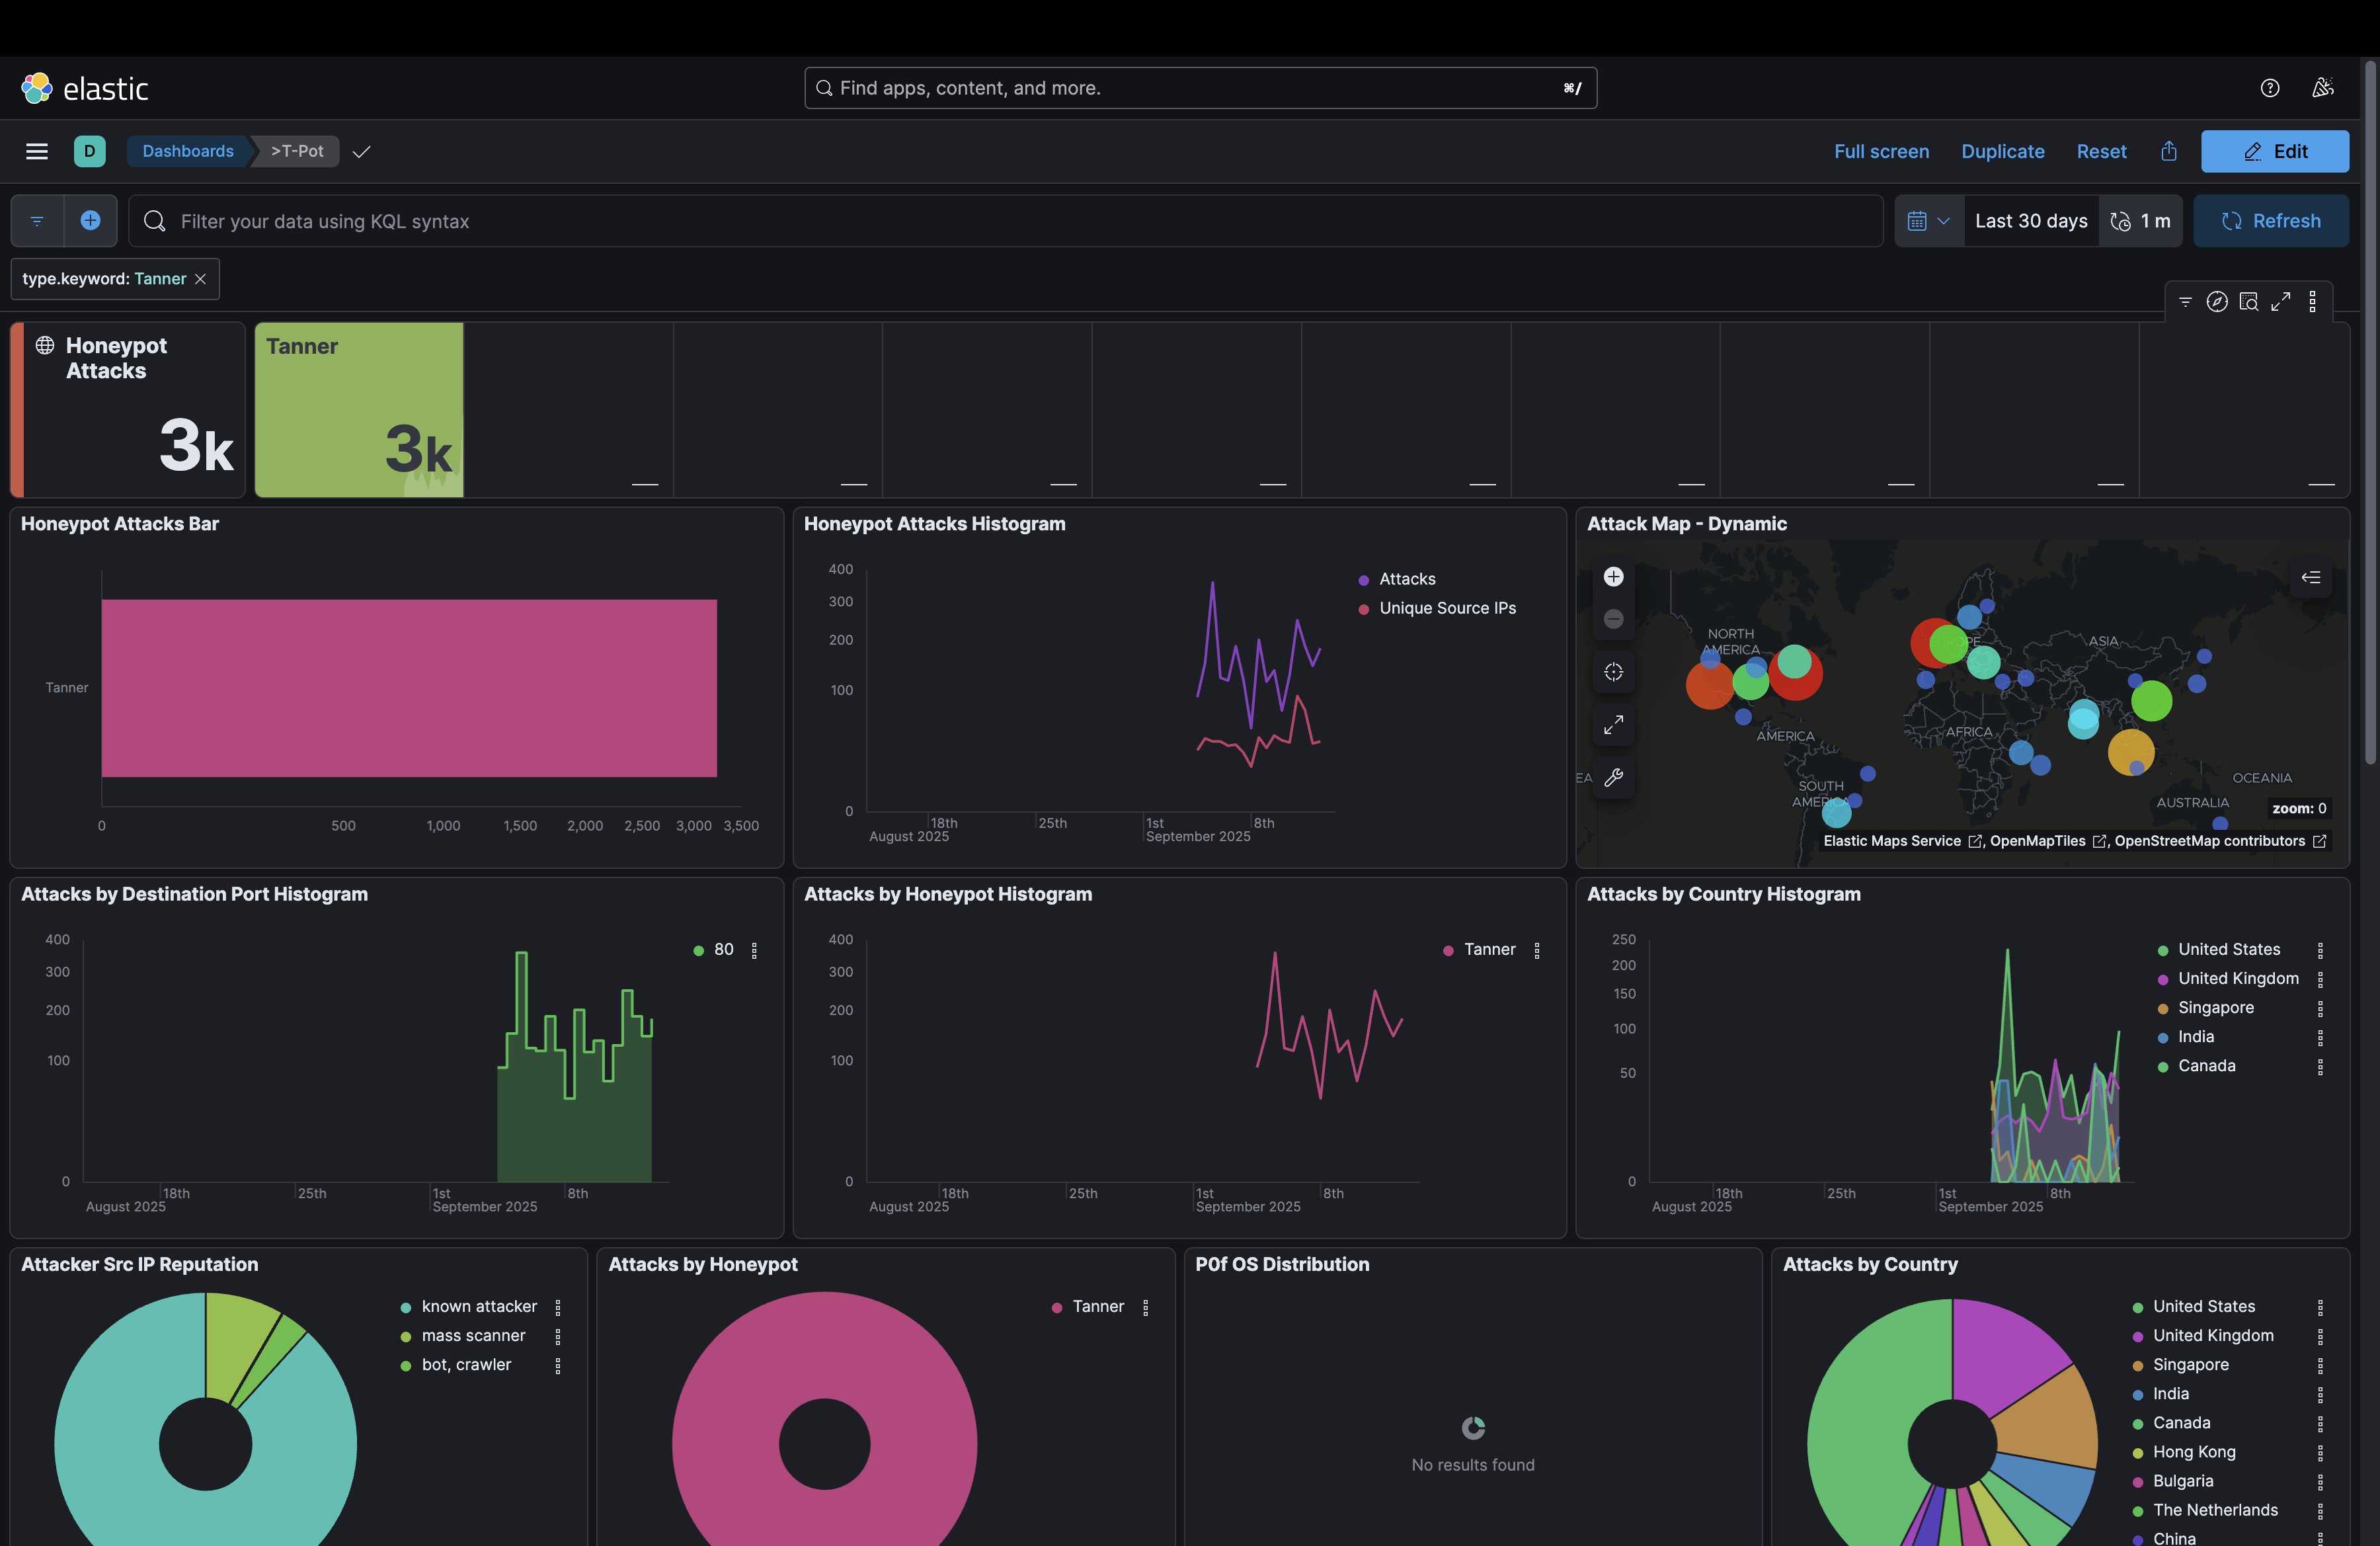 elastic
Find apps, content, and more.
⌘/
D
Dashboards
>T-Pot
Full screen
Duplicate
Reset
Edit
Filter your data using KQL syntax
Last 30 days
1 m
Refresh
type.keyword: Tanner
Honeypot
Attacks
3k
Tanner
3k
Honeypot Attacks Bar
Tanner
0 500 1,000 1,500 2,000 2,500 3,000 3,500
Honeypot Attacks Histogram
400
300
200
100
0
18th 25th 1st 8th
August 2025 September 2025
Attacks
Unique Source IPs
Attack Map - Dynamic
NORTH
AMERICA
PE
ASIA
AMERICA
AFRICA
EA
SOUTH
AMERICA
OCEANIA
AUSTRALIA
zoom: 0
Elastic Maps Service , OpenMapTiles , OpenStreetMap contributors
Attacks by Destination Port Histogram
400
300
200
100
0
18th 25th 1st 8th
August 2025 September 2025
80
Attacks by Honeypot Histogram
400
300
200
100
0
18th 25th 1st 8th
August 2025 September 2025
Tanner
Attacks by Country Histogram
250
200
150
100
50
0
18th 25th 1st 8th
August 2025 September 2025
United States
United Kingdom
Singapore
India
Canada
Attacker Src IP Reputation
known attacker
mass scanner
bot, crawler
Attacks by Honeypot
Tanner
P0f OS Distribution
No results found
Attacks by Country
United States
United Kingdom
Singapore
India
Canada
Hong Kong
Bulgaria
The Netherlands
China